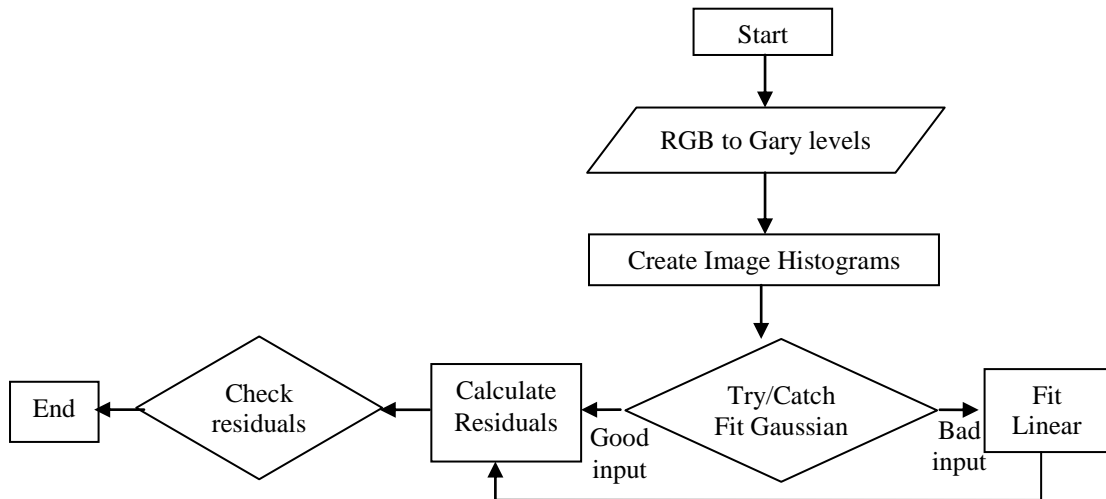 Start
RGB to Gary levels
Create Image Histograms
Try/Catch
Fit Gaussian
Good
input
Bad
input
Fit
Linear
Calculate
Residuals
Check
residuals
End